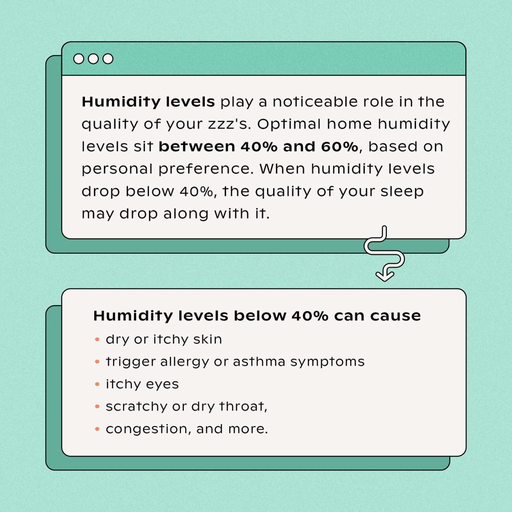 Humidity levels play a noticeable role in the
quality of your zzz's. Optimal home humidity
levels sit between 40% and 60%, based on
personal preference. When humidity levels
drop below 40%, the quality of your sleep
may drop along with it.
Humidity levels below 40% can cause
• dry or itchy skin
• trigger allergy or asthma symptoms
• itchy eyes
• scratchy or dry throat,
• congestion, and more.